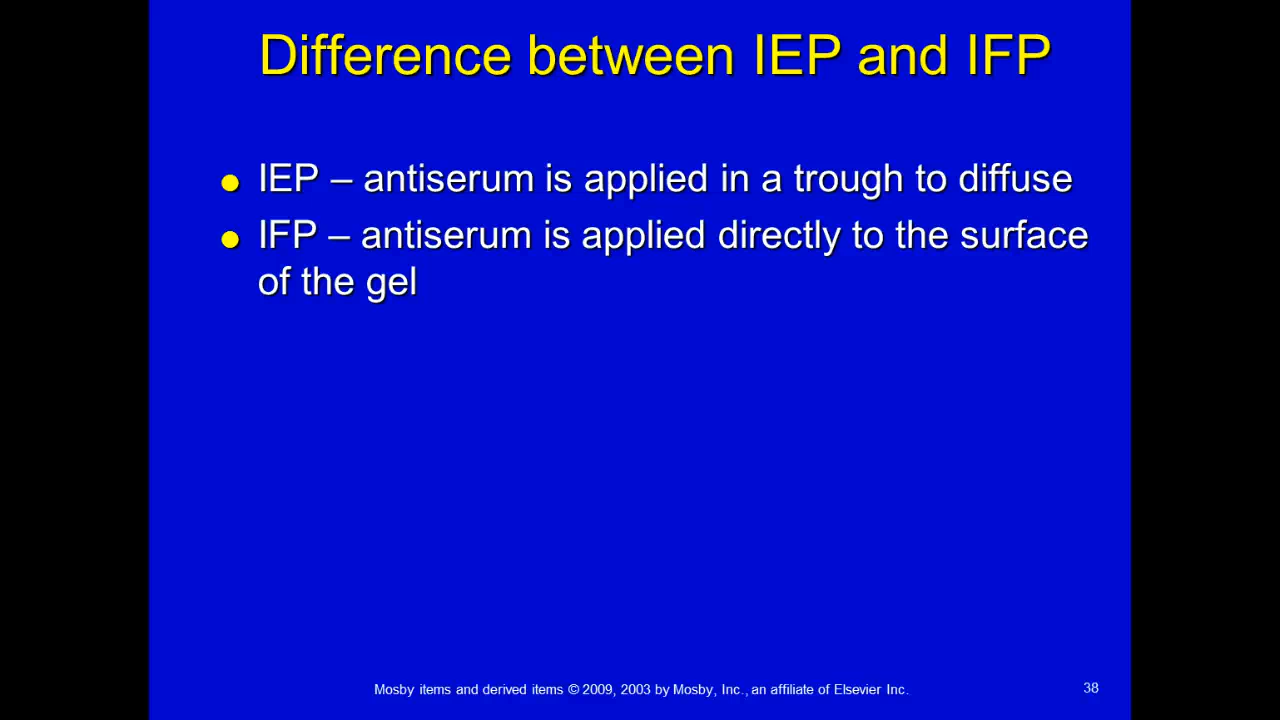 Difference between IEP and IFP
● IEP – antiserum is applied in a trough to diffuse
● IFP – antiserum is applied directly to the surface
of the gel
Mosby items and derived items © 2009, 2003 by Mosby, Inc., an affiliate of Elsevier Inc.
38